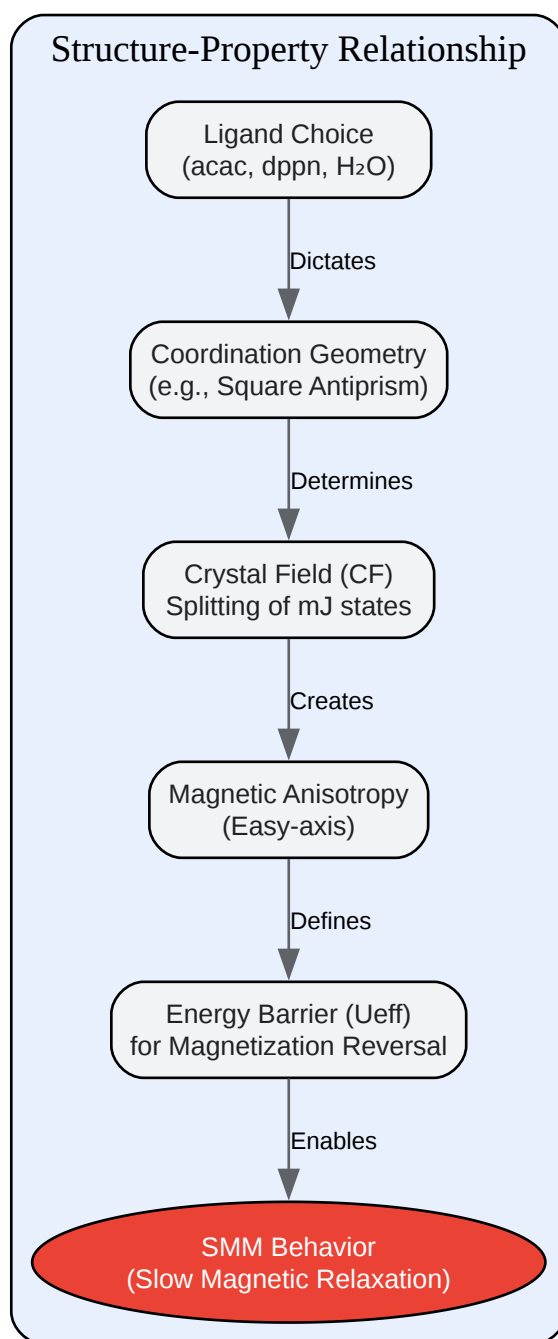 Structure-Property Relationship
Ligand Choice
(acac, dppn, H₂O)
Dictates
Coordination Geometry
(e.g., Square Antiprism)
Determines
Crystal Field (CF)
Splitting of mJ states
Creates
Magnetic Anisotropy
(Easy-axis)
Defines
Energy Barrier (Ueff)
for Magnetization Reversal
Enables
SMM Behavior
(Slow Magnetic Relaxation)